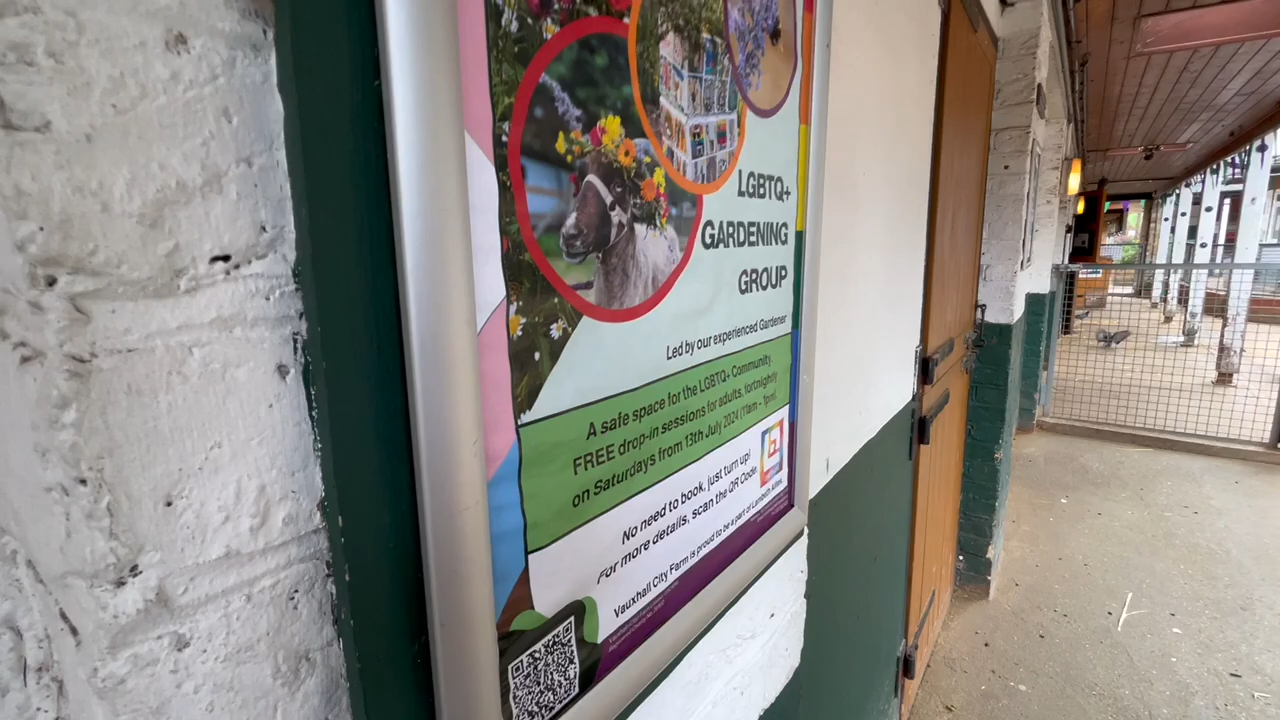 LGBTQ+
GARDENING
GROUP
Led by our experienced Gardener
A safe space for the LGBTQ+ Community.
FREE drop-in sessions for adults, fortnightly
on Saturdays from 13th July 2024 (11am - 1pm).
No need to book, just turn up!
For more details, scan the QR Code.
Vauxhall City Farm is proud to be a part of Lambeth Allies.